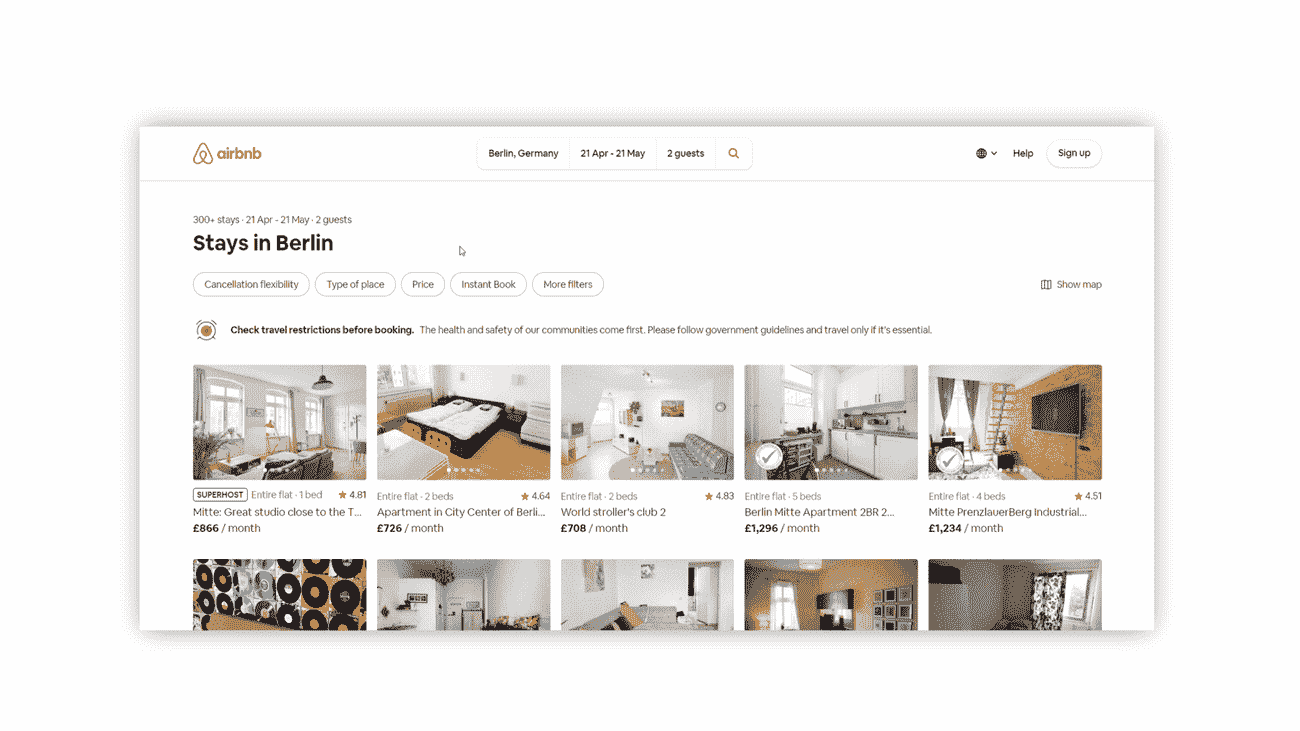 airbnb
Berlin, Germany 21 Apr - 21 May 2 guests
Help Sign up
300+ stays · 21 Apr - 21 May · 2 guests
Stays in Berlin
Cancellation flexibility Type of place Price Instant Book More filters
Show map
Check travel restrictions before booking. The health and safety of our communities come first. Please follow government guidelines and travel only if it's essential.
SUPERHOST Entire flat · 1 bed 4.81
Mitte: Great studio close to the T...
£866 / month
Entire flat · 2 beds 4.64
Apartment in City Center of Berli...
£726 / month
Entire flat · 2 beds 4.83
World stroller's club 2
£708 / month
Entire flat · 5 beds
Berlin Mitte Apartment 2BR 2...
£1,296 / month
Entire flat · 4 beds 4.51
Mitte PrenzlauerBerg Industrial...
£1,234 / month